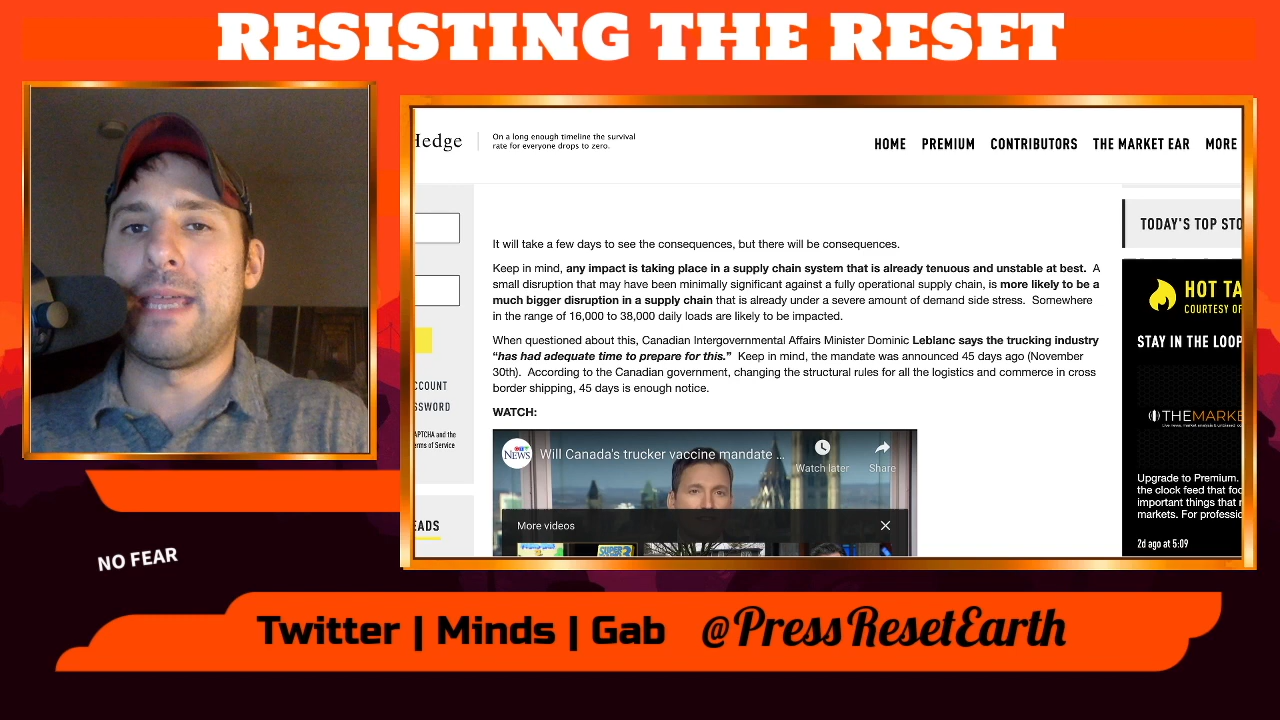 RESISTING THE RESET
Hedge
On a long enough timeline the survival
rate for everyone drops to zero.
HOME PREMIUM CONTRIBUTORS THE MARKET EAR MORE
It will take a few days to see the consequences, but there will be consequences.
Keep in mind, any impact is taking place in a supply chain system that is already tenuous and unstable at best. A
small disruption that may have been minimally significant against a fully operational supply chain, is more likely to be a
much bigger disruption in a supply chain that is already under a severe amount of demand side stress. Somewhere
in the range of 16,000 to 38,000 daily loads are likely to be impacted.
When questioned about this, Canadian Intergovernmental Affairs Minister Dominic Leblanc says the trucking industry
“has had adequate time to prepare for this.” Keep in mind, the mandate was announced 45 days ago (November
30th). According to the Canadian government, changing the structural rules for all the logistics and commerce in cross
border shipping, 45 days is enough notice.
WATCH:
NEWS
Will Canada's trucker vaccine mandate ...
Watch later
Share
More videos
SUPER
CCOUNT
SSWORD
APTCHA and the
erms of Service
EADS
TODAY'S TOP STO
HOT TA
COURTESY OF
STAY IN THE LOOP
THEMARKE
Upgrade to Premium.
the clock feed that foc
important things that r
markets. For professio
2d ago at 5:09
NO FEAR
Twitter | Minds | Gab @PressResetEarth